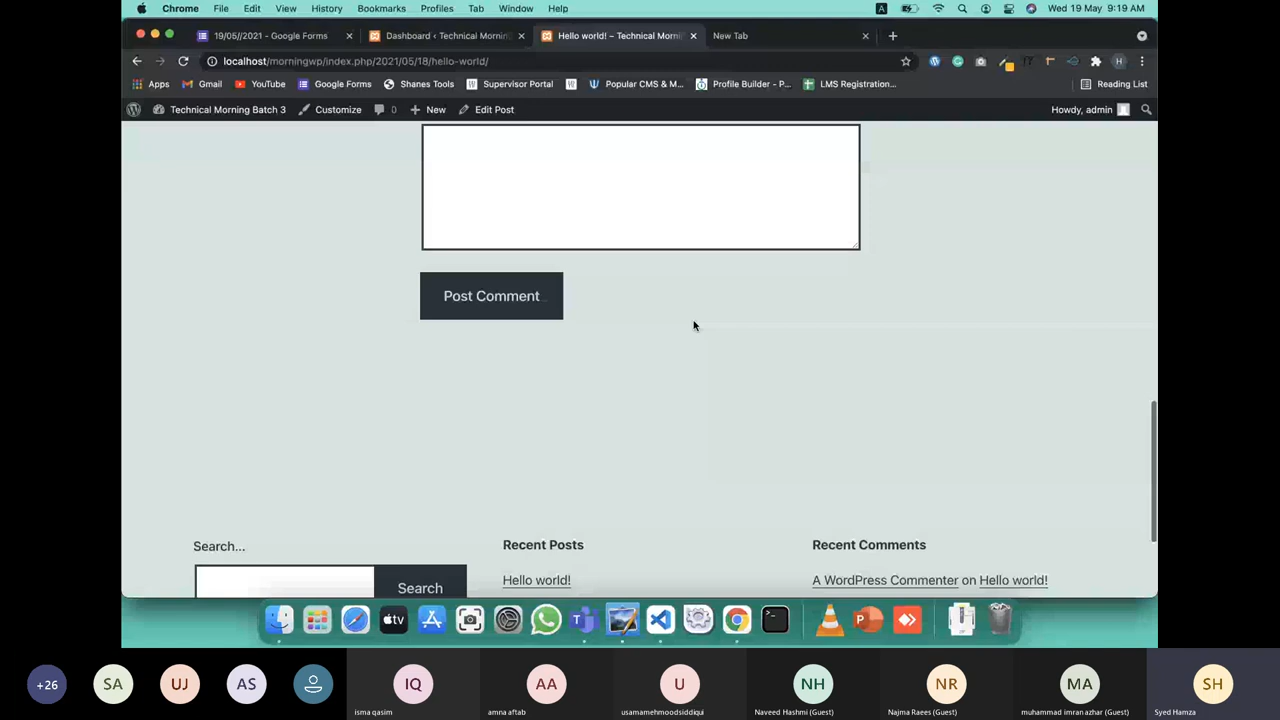 Chrome File Edit View History Bookmarks Profiles Tab Window Help A Wed 19 May 9:19 AM
19/05//2021 - Google Forms Dashboard ‹ Technical Mornin Hello world! – Technical Morni New Tab
localhost/morningwp/index.php/2021/05/18/hello-world/ H
Apps Gmail YouTube Google Forms Shanes Tools Supervisor Portal Popular CMS & M... Profile Builder - P... LMS Registration... Reading List
Technical Morning Batch 3 Customize 0 New Edit Post Howdy, admin
Post Comment
Search... Recent Posts Recent Comments
Search Hello world! A WordPress Commenter on Hello world!
tv
+26 SA UJ AS IQ AA U NH NR MA SH
isma qasim amna aftab usamamehmoodsiddiqui Naveed Hashmi (Guest) Najma Raees (Guest) muhammad imran azhar (Guest) Syed Hamza